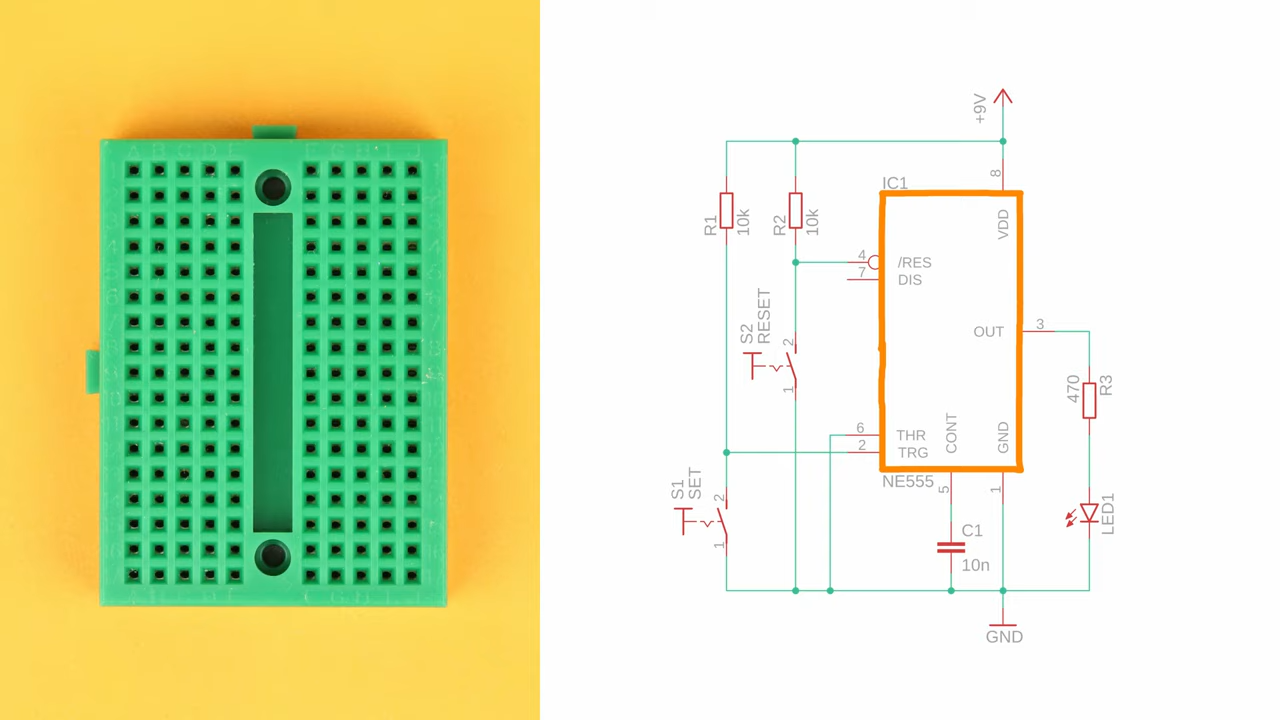 A B C D E F G H I J
+9V
8
IC1
VDD
R1
10k
R2
10k
4
/RES
7
DIS
S2
RESET
2
1
OUT
3
470
R3
6
THR
2
TRG
CONT
GND
NE555
S1
SET
2
1
5
1
C1
10n
LED1
GND